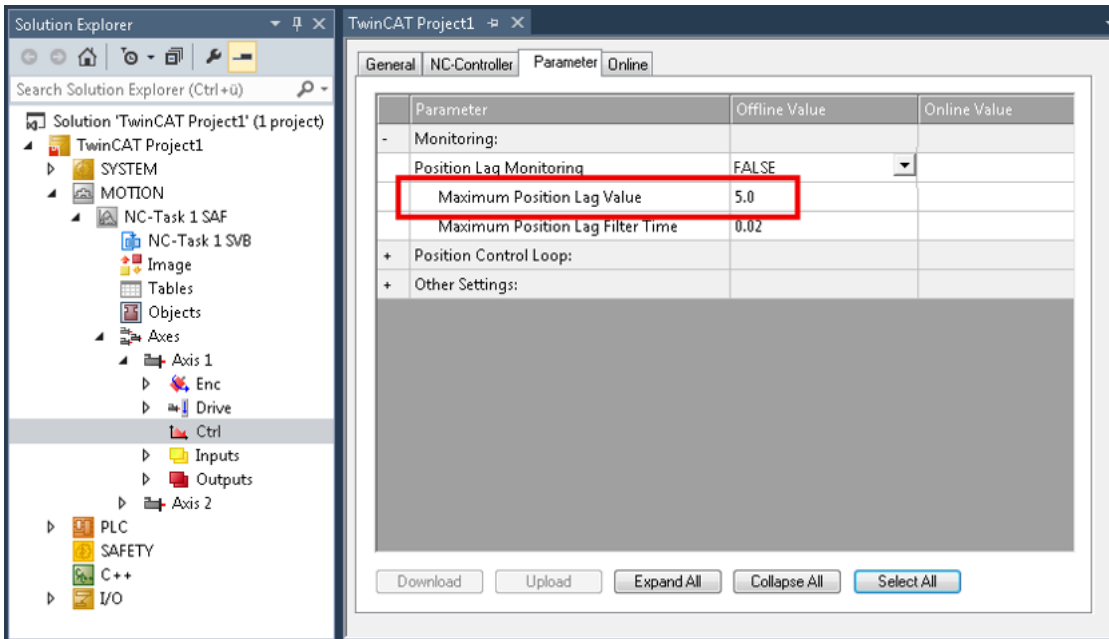 Solution Explorer
Search Solution Explorer (Ctrl+ü)
Solution 'TwinCAT Project1' (1 project)
TwinCAT Project1
SYSTEM
MOTION
NC-Task 1 SAF
NC-Task 1 SVB
Image
Tables
Objects
Axes
Axis 1
Enc
Drive
Ctrl
Inputs
Outputs
Axis 2
PLC
SAFETY
C++
I/O
TwinCAT Project1
General NC-Controller Parameter Online
Parameter Offline Value Online Value
- Monitoring:
Position Lag Monitoring FALSE
Maximum Position Lag Value 5.0
Maximum Position Lag Filter Time 0.02
+ Position Control Loop:
+ Other Settings:
Download Upload Expand All Collapse All Select All